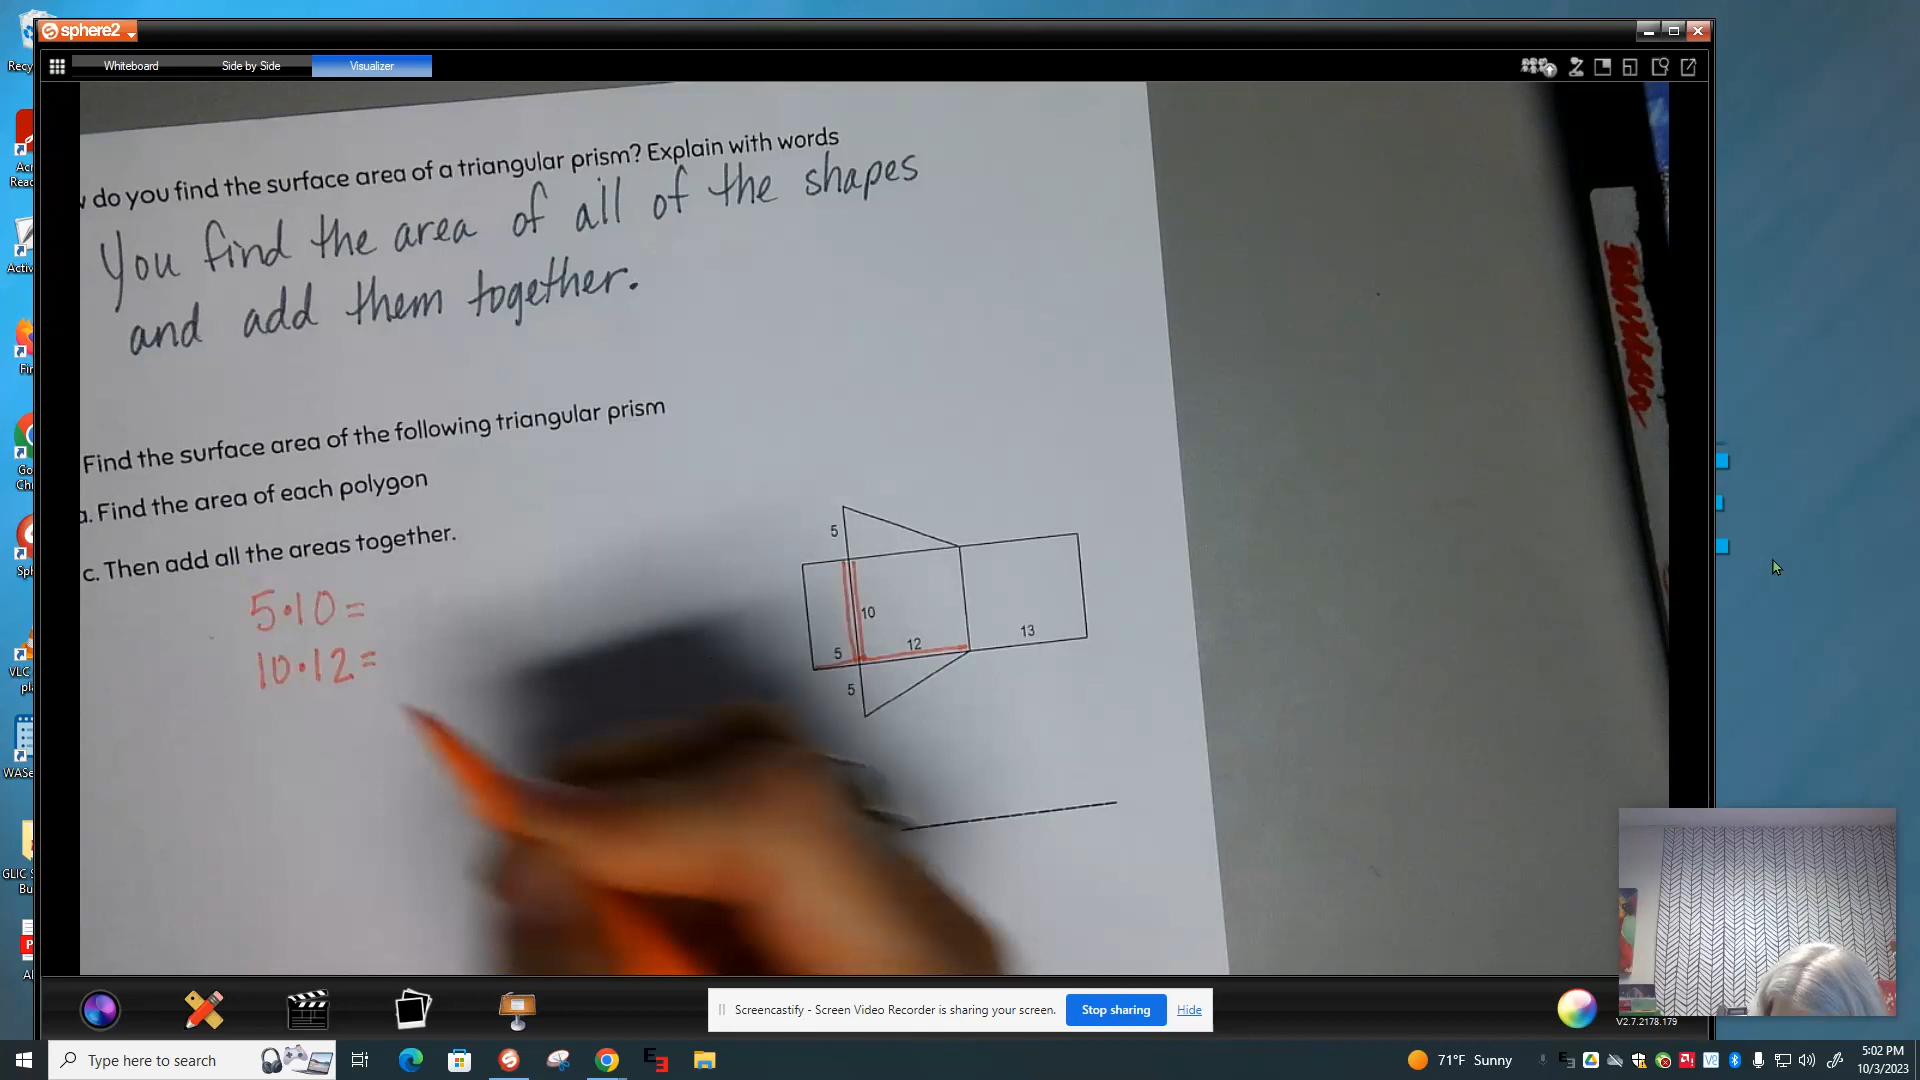 sphere2
Whiteboard
Side by Side
Visualizer
do you find the surface area of a triangular prism? Explain with words
You find the area of all of the shapes
and add them together.
Find the surface area of the following triangular prism
a. Find the area of each polygon
c. Then add all the areas together.
5·10=
10·12=
5
10
5
12
13
5
Screencastify - Screen Video Recorder is sharing your screen.
Stop sharing
Hide
V2.7.2178.179
Type here to search
71°F Sunny
5:02 PM
10/3/2023